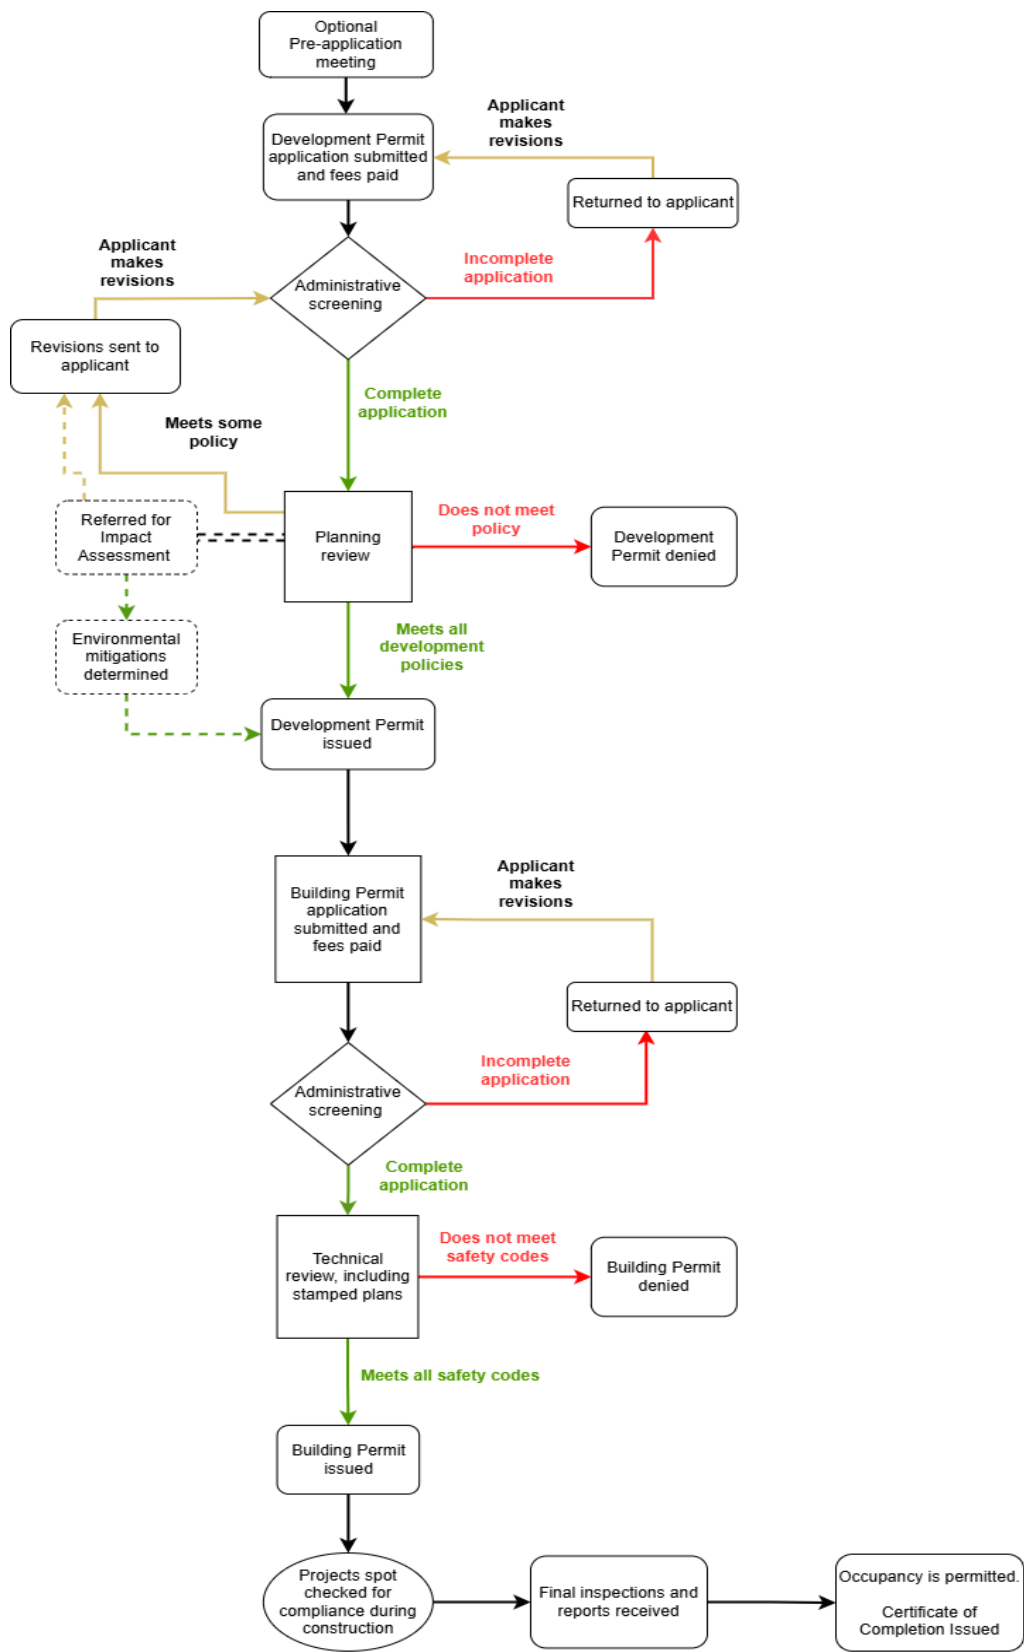 Optional
Pre-application
meeting
Applicant
makes
revisions
Development Permit
application submitted
and fees paid
Returned to applicant
Applicant
makes
revisions
Incomplete
application
Administrative
screening
Revisions sent to
applicant
Complete
application
Meets some
policy
Referred for
Impact
Assessment
Planning
review
Does not meet
policy
Development
Permit denied
Environmental
mitigations
determined
Meets all
development
policies
Development Permit
issued
Building Permit
application
submitted and
fees paid
Applicant
makes
revisions
Returned to applicant
Administrative
screening
Incomplete
application
Complete
application
Technical
review, including
stamped plans
Does not meet
safety codes
Building Permit
denied
Meets all safety codes
Building Permit
issued
Projects spot
checked for
compliance during
construction
Final inspections and
reports received
Occupancy is permitted.
Certificate of
Completion Issued